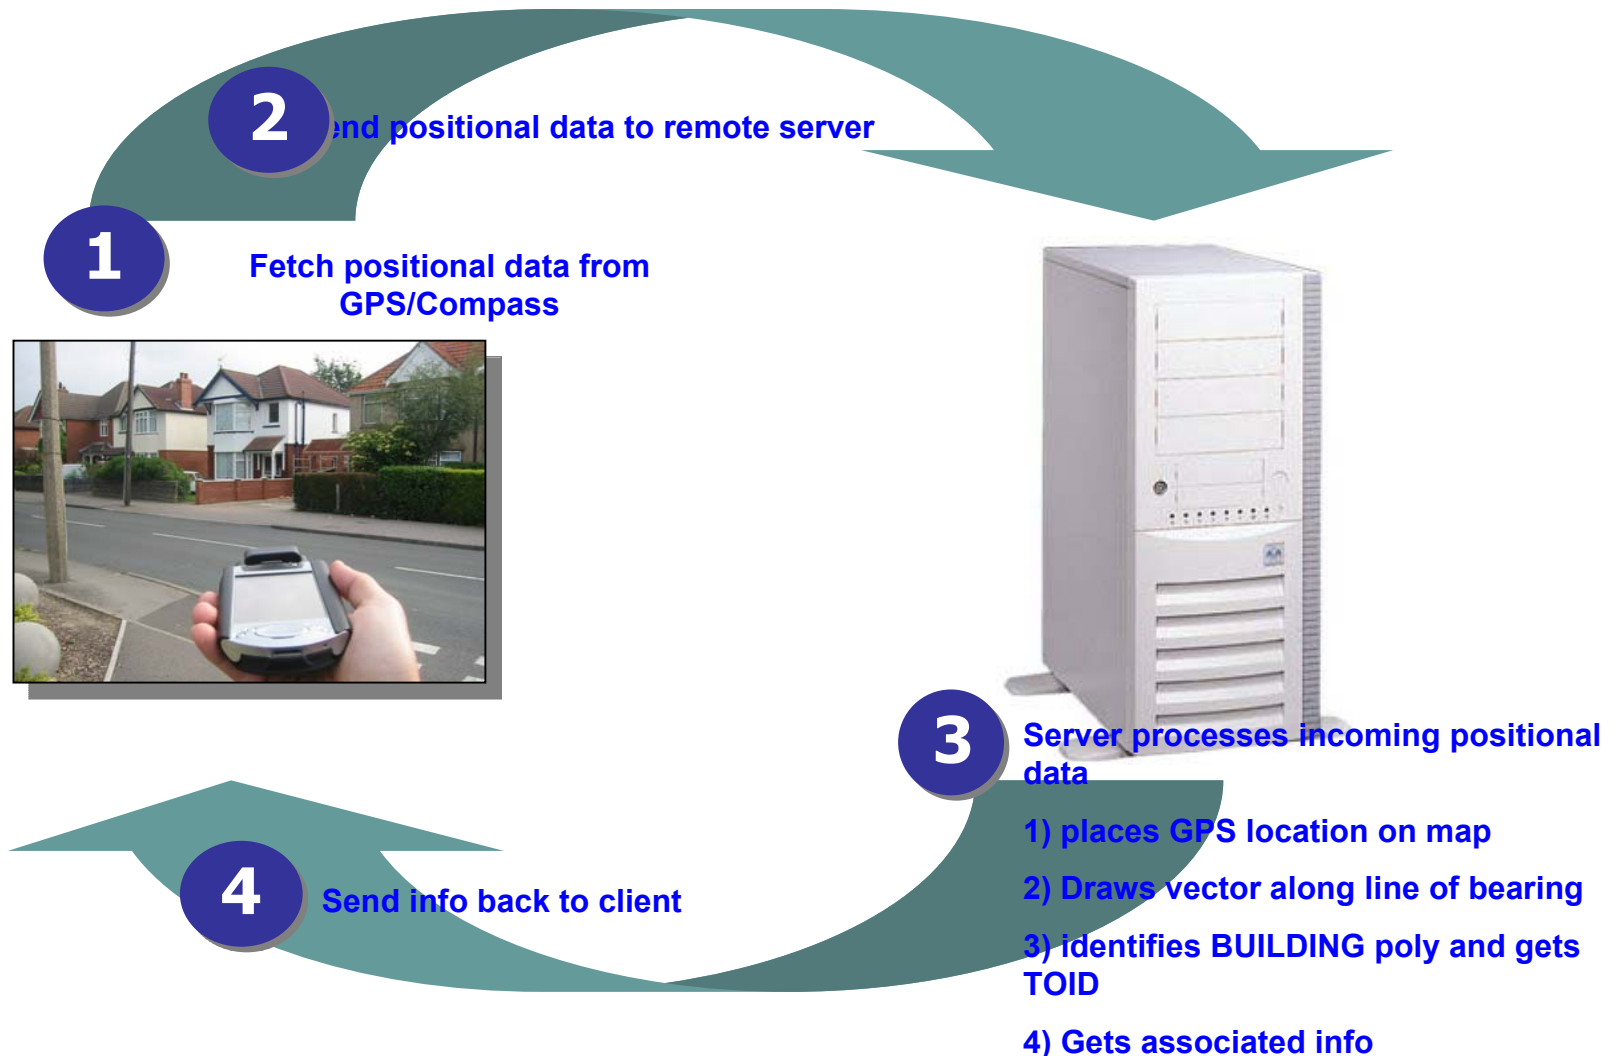 2
end positional data to remote server
1
Fetch positional data from
GPS/Compass
3
Server processes incoming positional
data
1) places GPS location on map
2) Draws vector along line of bearing
3) identifies BUILDING poly and gets
TOID
4) Gets associated info
4
Send info back to client